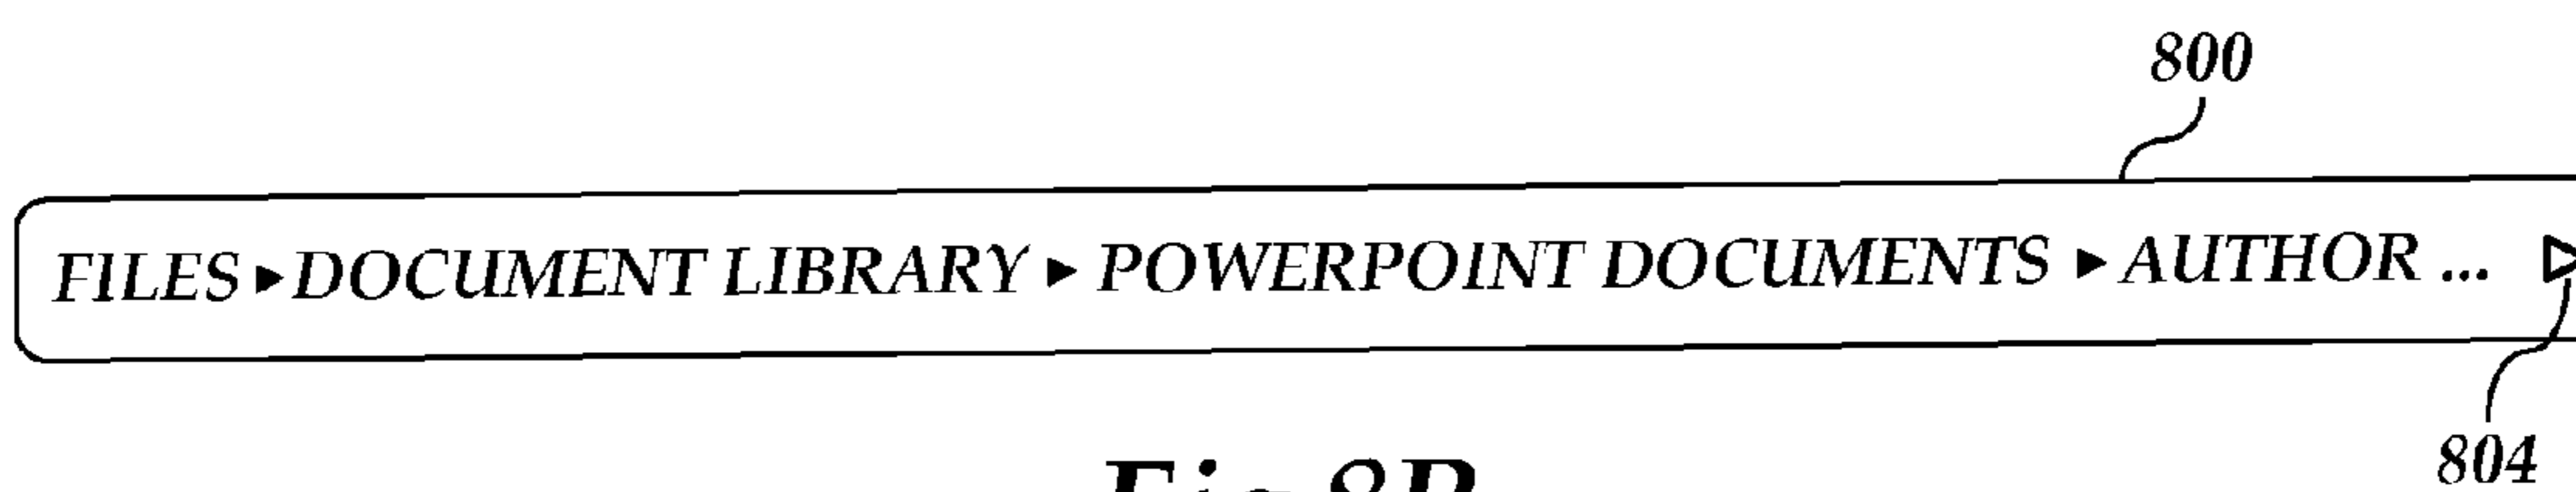 800
FILES ▸DOCUMENT LIBRARY ▸ POWERPOINT DOCUMENTS ▸AUTHOR ... ▷
804